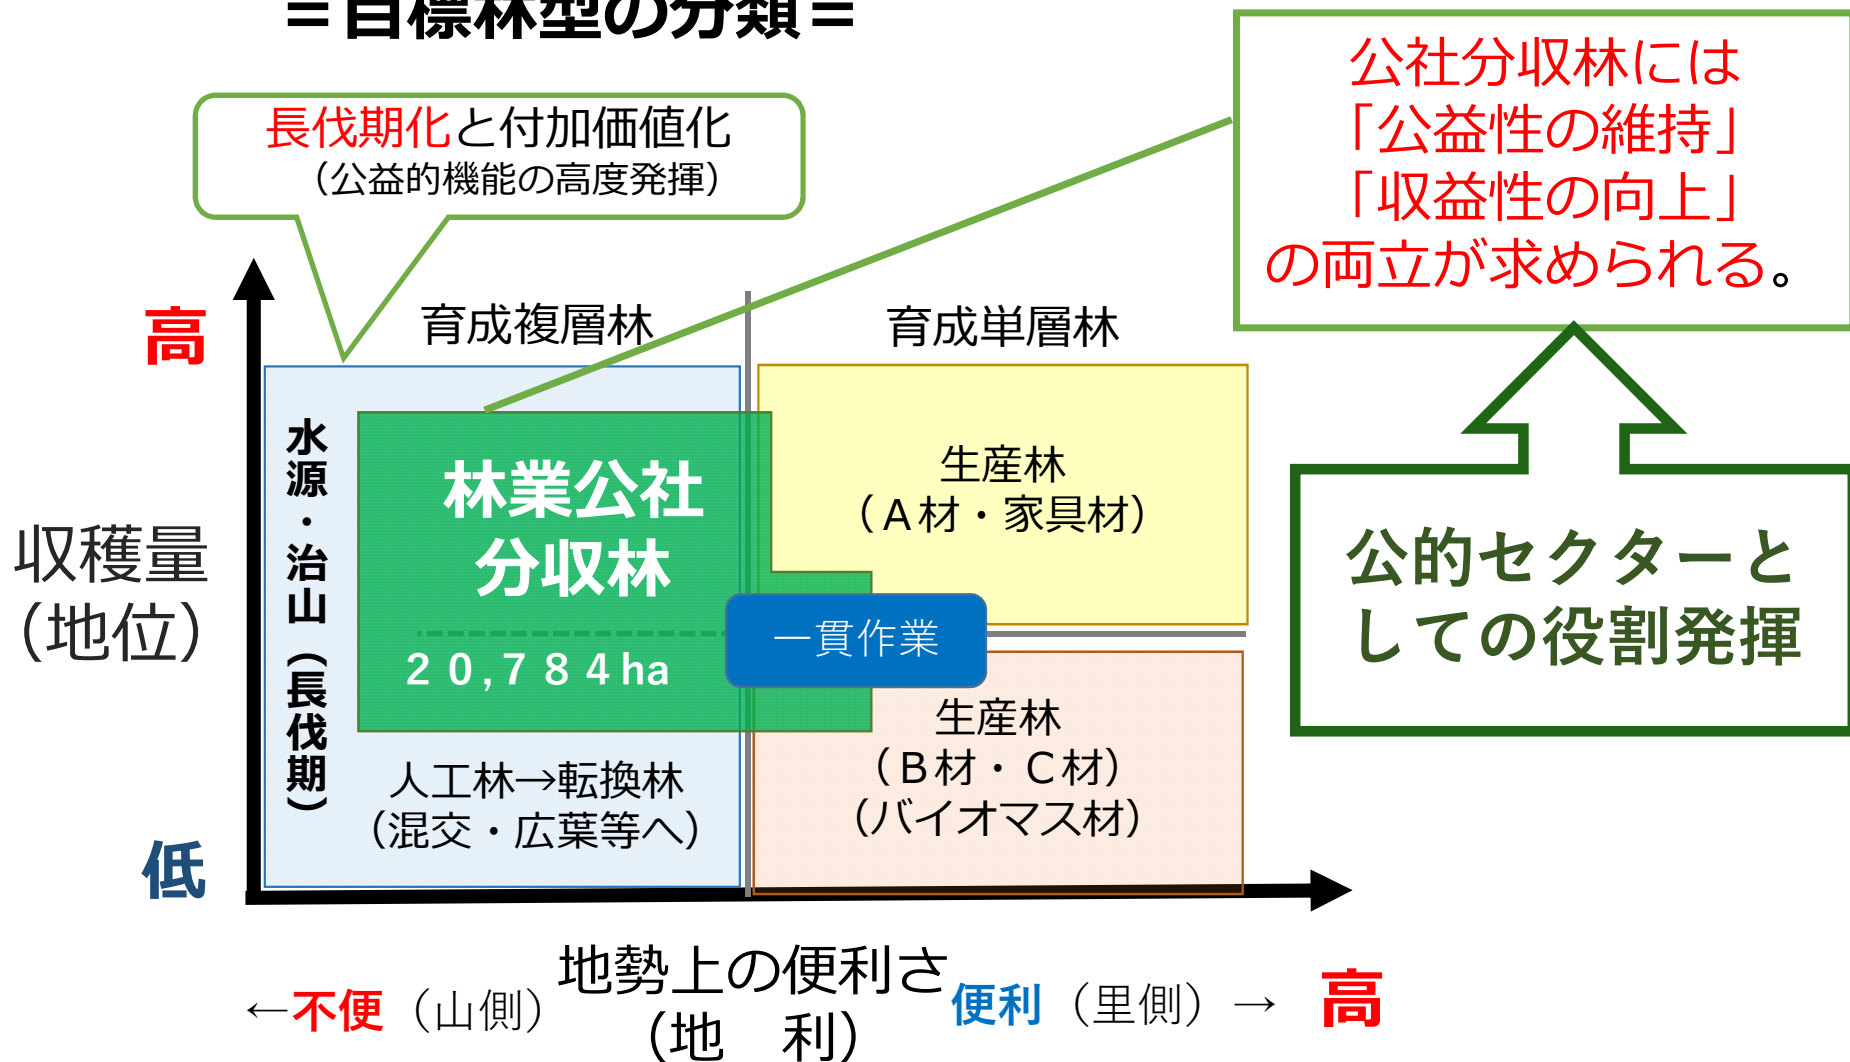 ＝目標林型の分類＝
長伐期化と付加価値化
（公益的機能の高度発揮）
公社分収林には
「公益性の維持」
「収益性の向上」
の両立が求められる。
高
育成複層林
育成単層林
水源・治山（長伐期）
林業公社
分収林
２０,７８４ha
生産林
（Ａ材・家具材）
収穫量
（地位）
一貫作業
公的セクターと
しての役割発揮
生産林
（Ｂ材・Ｃ材）
（バイオマス材）
人工林→転換林
（混交・広葉等へ）
低
地勢上の便利さ
（地　利）
←不便（山側）
便利（里側）→
高